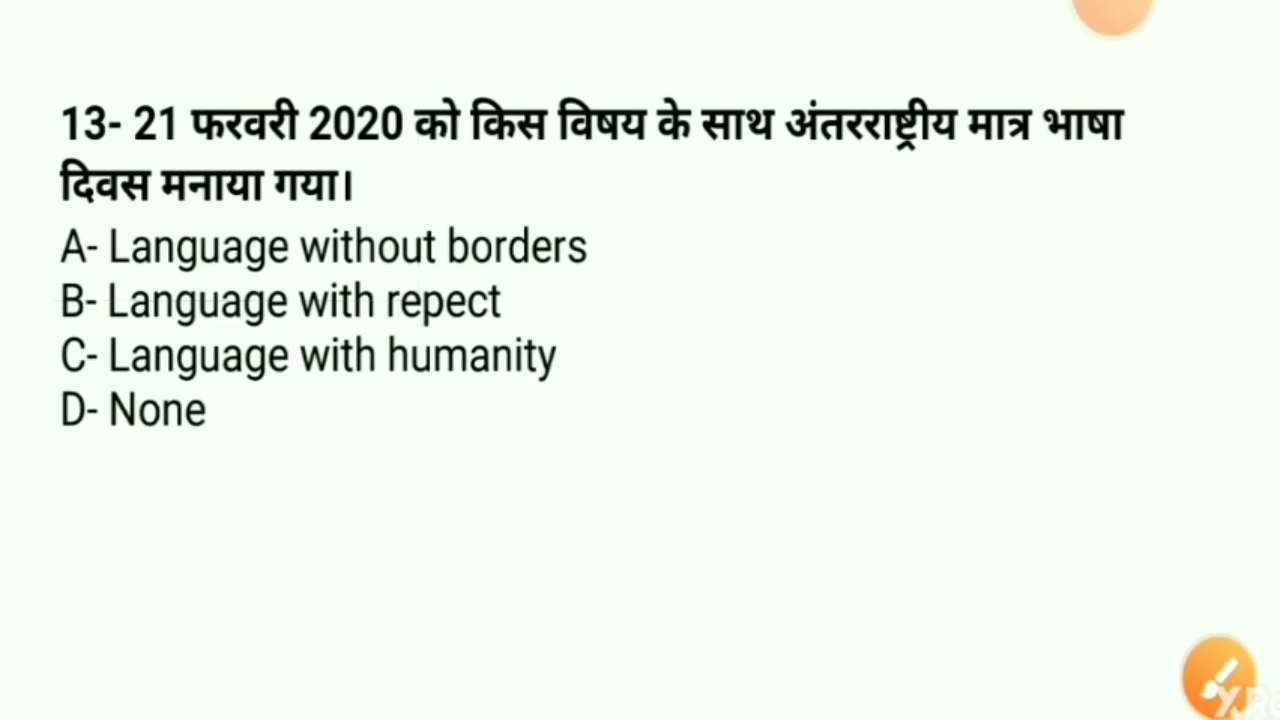 13- 21 फरवरी 2020 को किस विषय के साथ अंतरराष्ट्रीय मात्र भाषा
दिवस मनाया गया।
A- Language without borders
B- Language with repect
C- Language with humanity
D- None